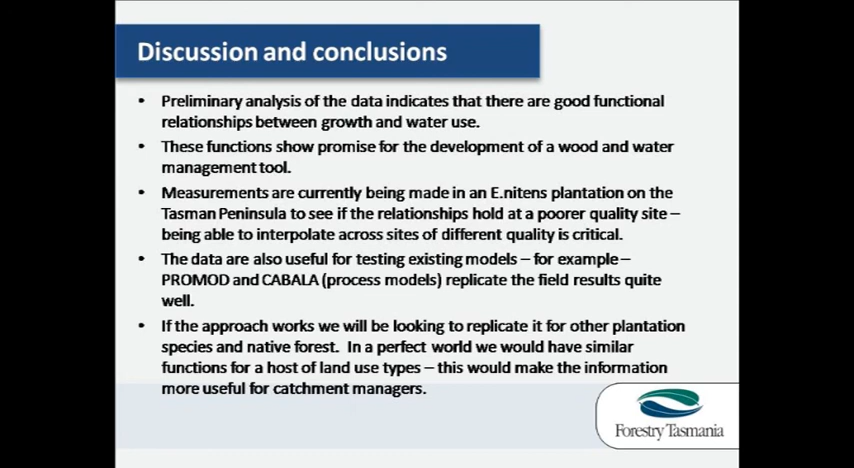 Discussion and conclusions
• Preliminary analysis of the data indicates that there are good functional
relationships between growth and water use.
• These functions show promise for the development of a wood and water
management tool.
• Measurements are currently being made in an E.nitens plantation on the
Tasman Peninsula to see if the relationships hold at a poorer quality site –
being able to interpolate across sites of different quality is critical.
• The data are also useful for testing existing models – for example –
PROMOD and CABALA (process models) replicate the field results quite
well.
• If the approach works we will be looking to replicate it for other plantation
species and native forest.  In a perfect world we would have similar
functions for a host of land use types – this would make the information
more useful for catchment managers.
Forestry Tasmania